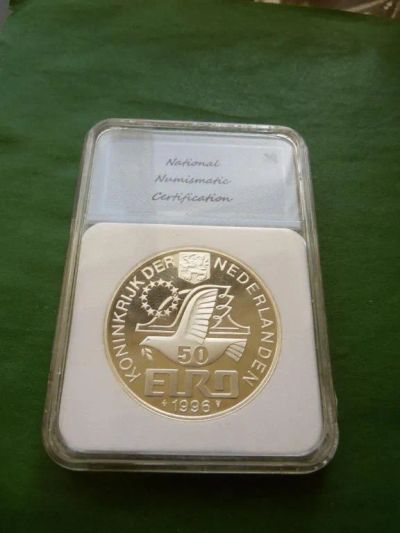 National
Numismatic
Certification
KONINKRIJK DER NEDERLANDEN
50
EURO
1996